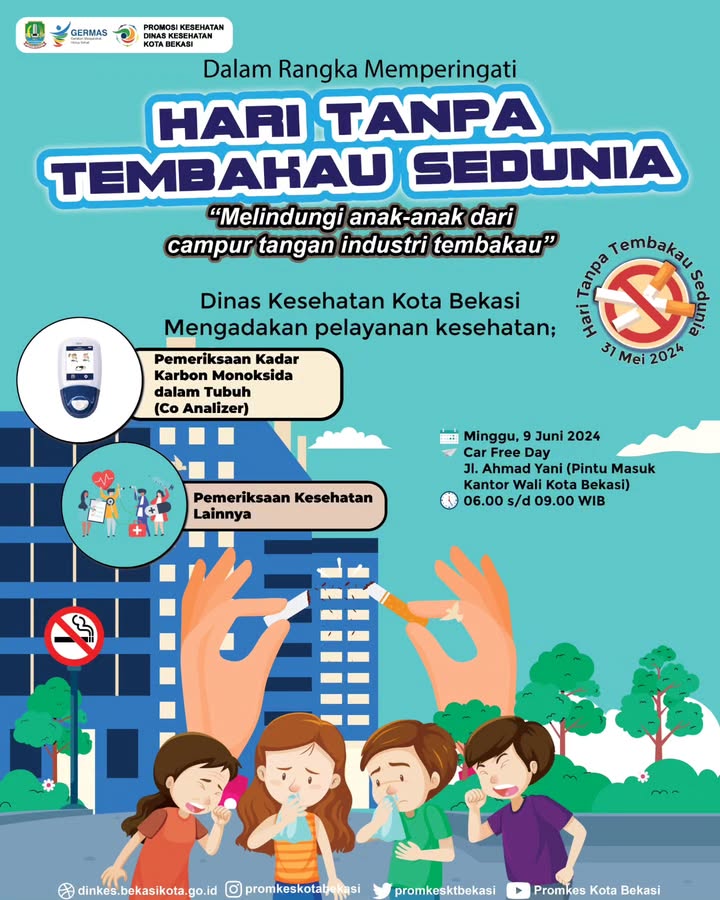 GERMAS
PROMOSI KESEHATAN
DINAS KESEHATAN
KOTA BEKASI
Dalam Rangka Memperingati
HARI TANPA
TEMBAKAU SEDUNIA
“Melindungi anak-anak dari
campur tangan industri tembakau”
Hari Tanpa Tembakau Sedunia
31 Mei 2024
Dinas Kesehatan Kota Bekasi
Mengadakan pelayanan kesehatan;
Pemeriksaan Kadar
Karbon Monoksida
dalam Tubuh
(Co Analizer)
Minggu, 9 Juni 2024
Car Free Day
Jl. Ahmad Yani (Pintu Masuk
Kantor Wali Kota Bekasi)
06.00 s/d 09.00 WIB
Pemeriksaan Kesehatan
Lainnya
dinkes.bekasikota.go.id
promkeskotabekasi
promkesktbekasi
Promkes Kota Bekasi